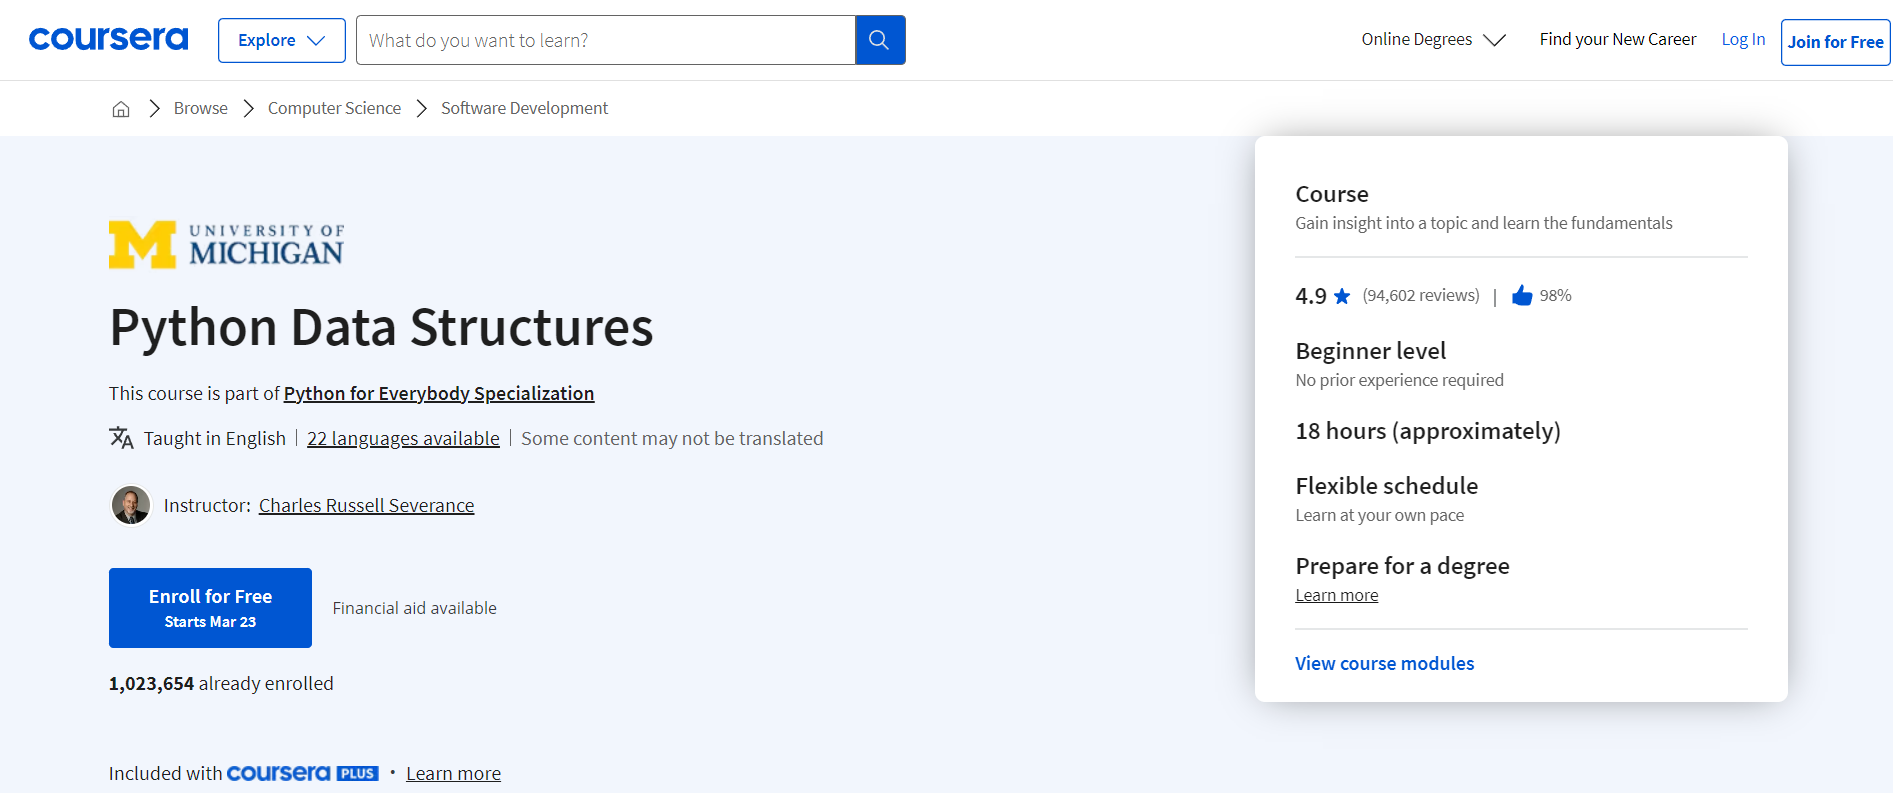 coursera
Explore
What do you want to learn?
Online Degrees
Find your New Career
Log In
Join for Free
Browse
Computer Science
Software Development
UNIVERSITY OF
MICHIGAN
Python Data Structures
This course is part of Python for Everybody Specialization
Taught in English | 22 languages available | Some content may not be translated
Instructor: Charles Russell Severance
Enroll for Free
Starts Mar 23
Financial aid available
1,023,654 already enrolled
Included with coursera PLUS • Learn more
Course
Gain insight into a topic and learn the fundamentals
4.9 (94,602 reviews) | 98%
Beginner level
No prior experience required
18 hours (approximately)
Flexible schedule
Learn at your own pace
Prepare for a degree
Learn more
View course modules